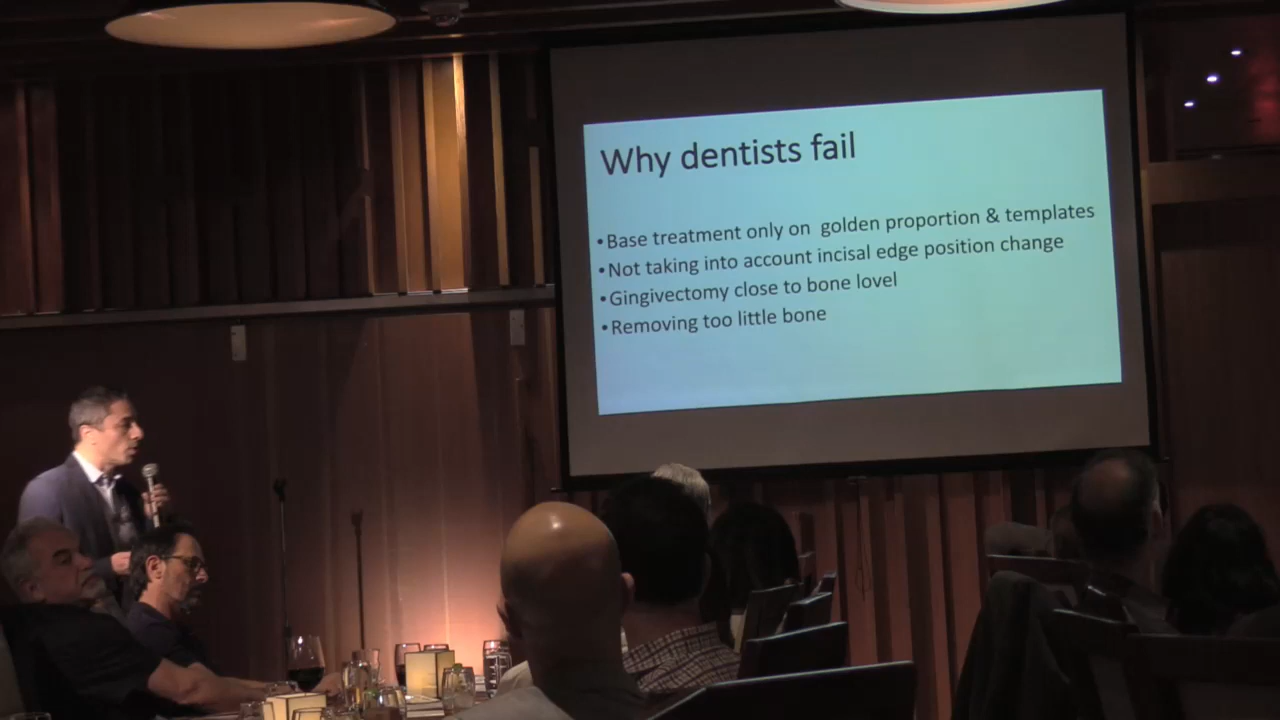 Why dentists fail
•Base treatment only on golden proportion & templates
•Not taking into account incisal edge position change
•Gingivectomy close to bone lovel
•Removing too little bone